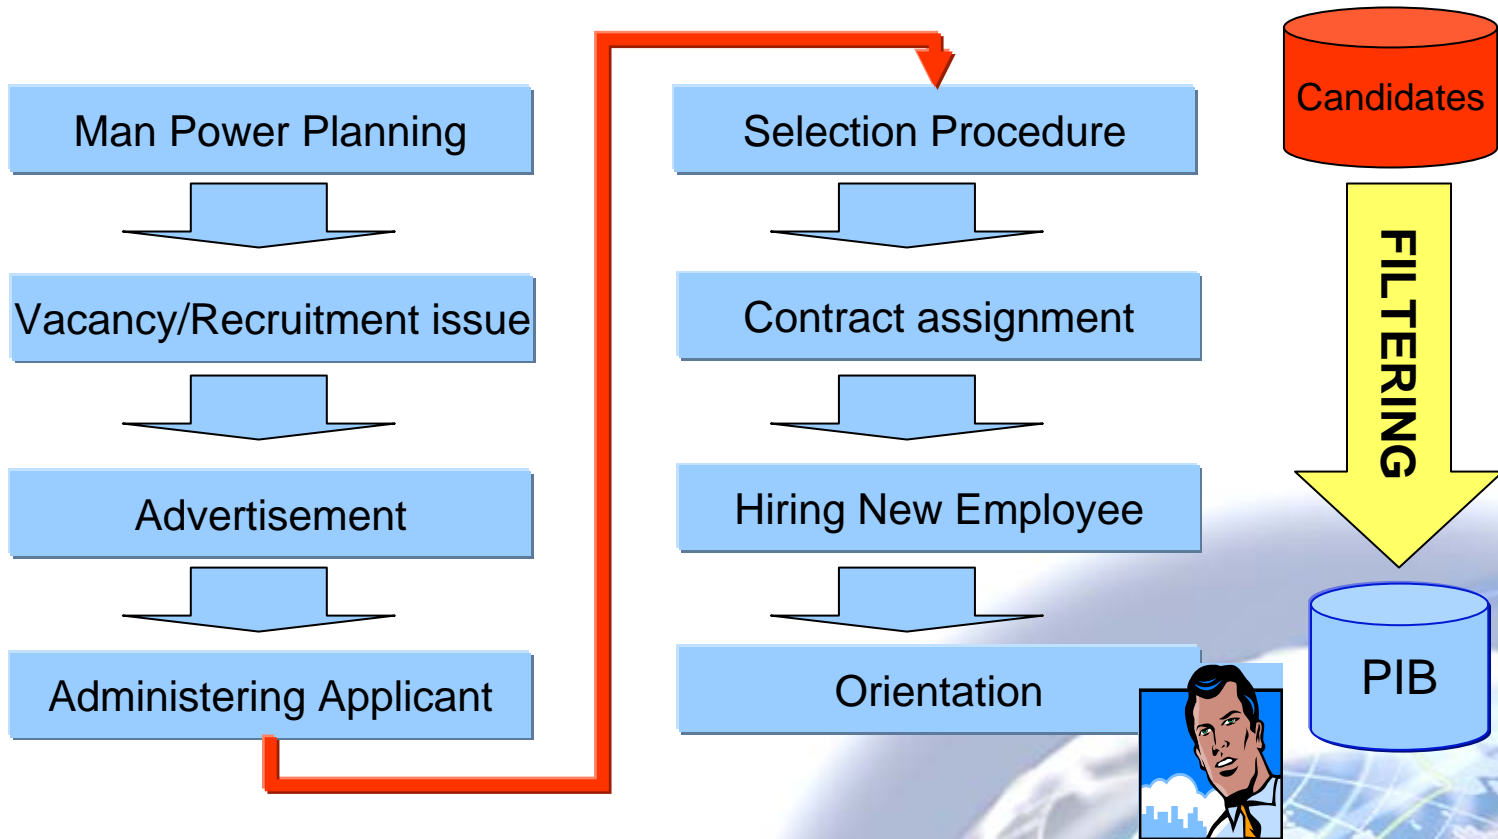 Man Power Planning
Vacancy/Recruitment issue
Advertisement
Administering Applicant
Selection Procedure
Contract assignment
Hiring New Employee
Orientation
Candidates
FILTERING
PIB